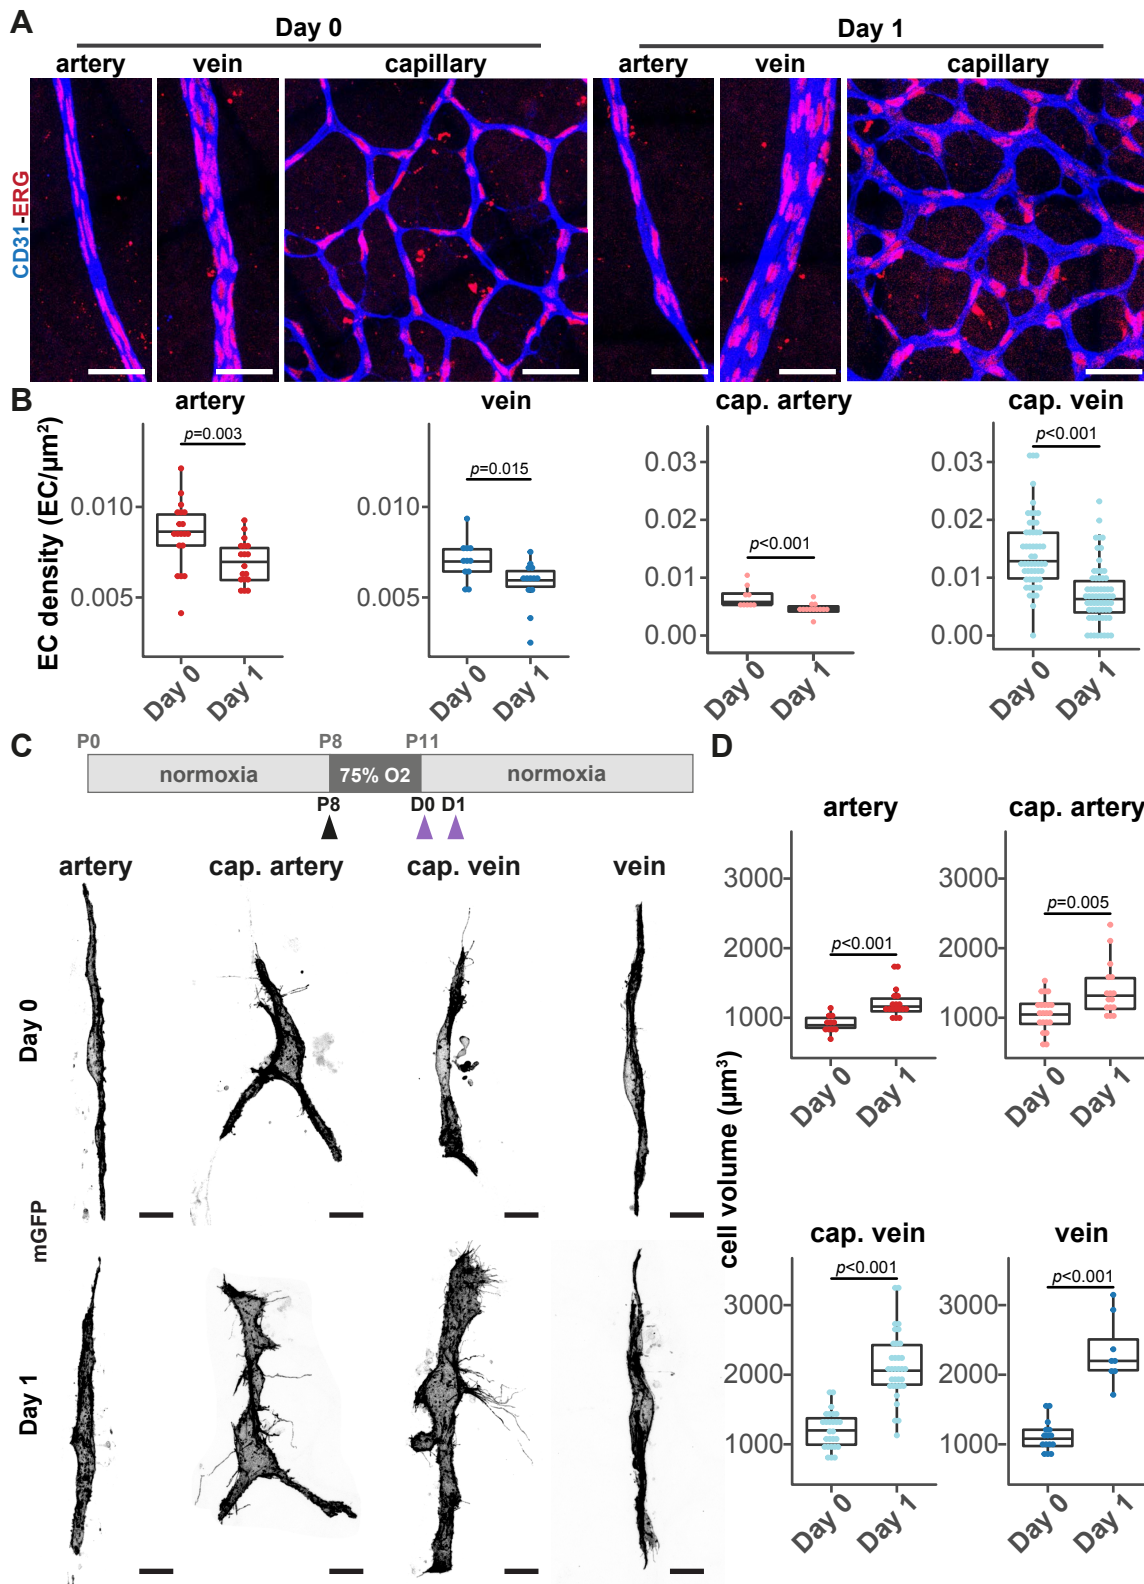 A
Day 0
Day 1
artery
vein
capillary
artery
vein
capillary
CD31-ERG
B
artery
vein
cap. artery
cap. vein
EC density (EC/µm²)
p=0.003
0.010
0.005
Day 0
Day 1
p=0.015
0.010
0.005
Day 0
Day 1
p<0.001
0.03
0.02
0.01
0.00
Day 0
Day 1
p<0.001
0.03
0.02
0.01
0.00
Day 0
Day 1
C
P0
P8
P11
normoxia
75% O2
normoxia
P8
D0
D1
artery
cap. artery
cap. vein
vein
Day 0
mGFP
Day 1
D
cell volume (µm³)
artery
p<0.001
3000
2000
1000
Day 0
Day 1
cap. artery
p=0.005
3000
2000
1000
Day 0
Day 1
cap. vein
p<0.001
3000
2000
1000
Day 0
Day 1
vein
p<0.001
3000
2000
1000
Day 0
Day 1